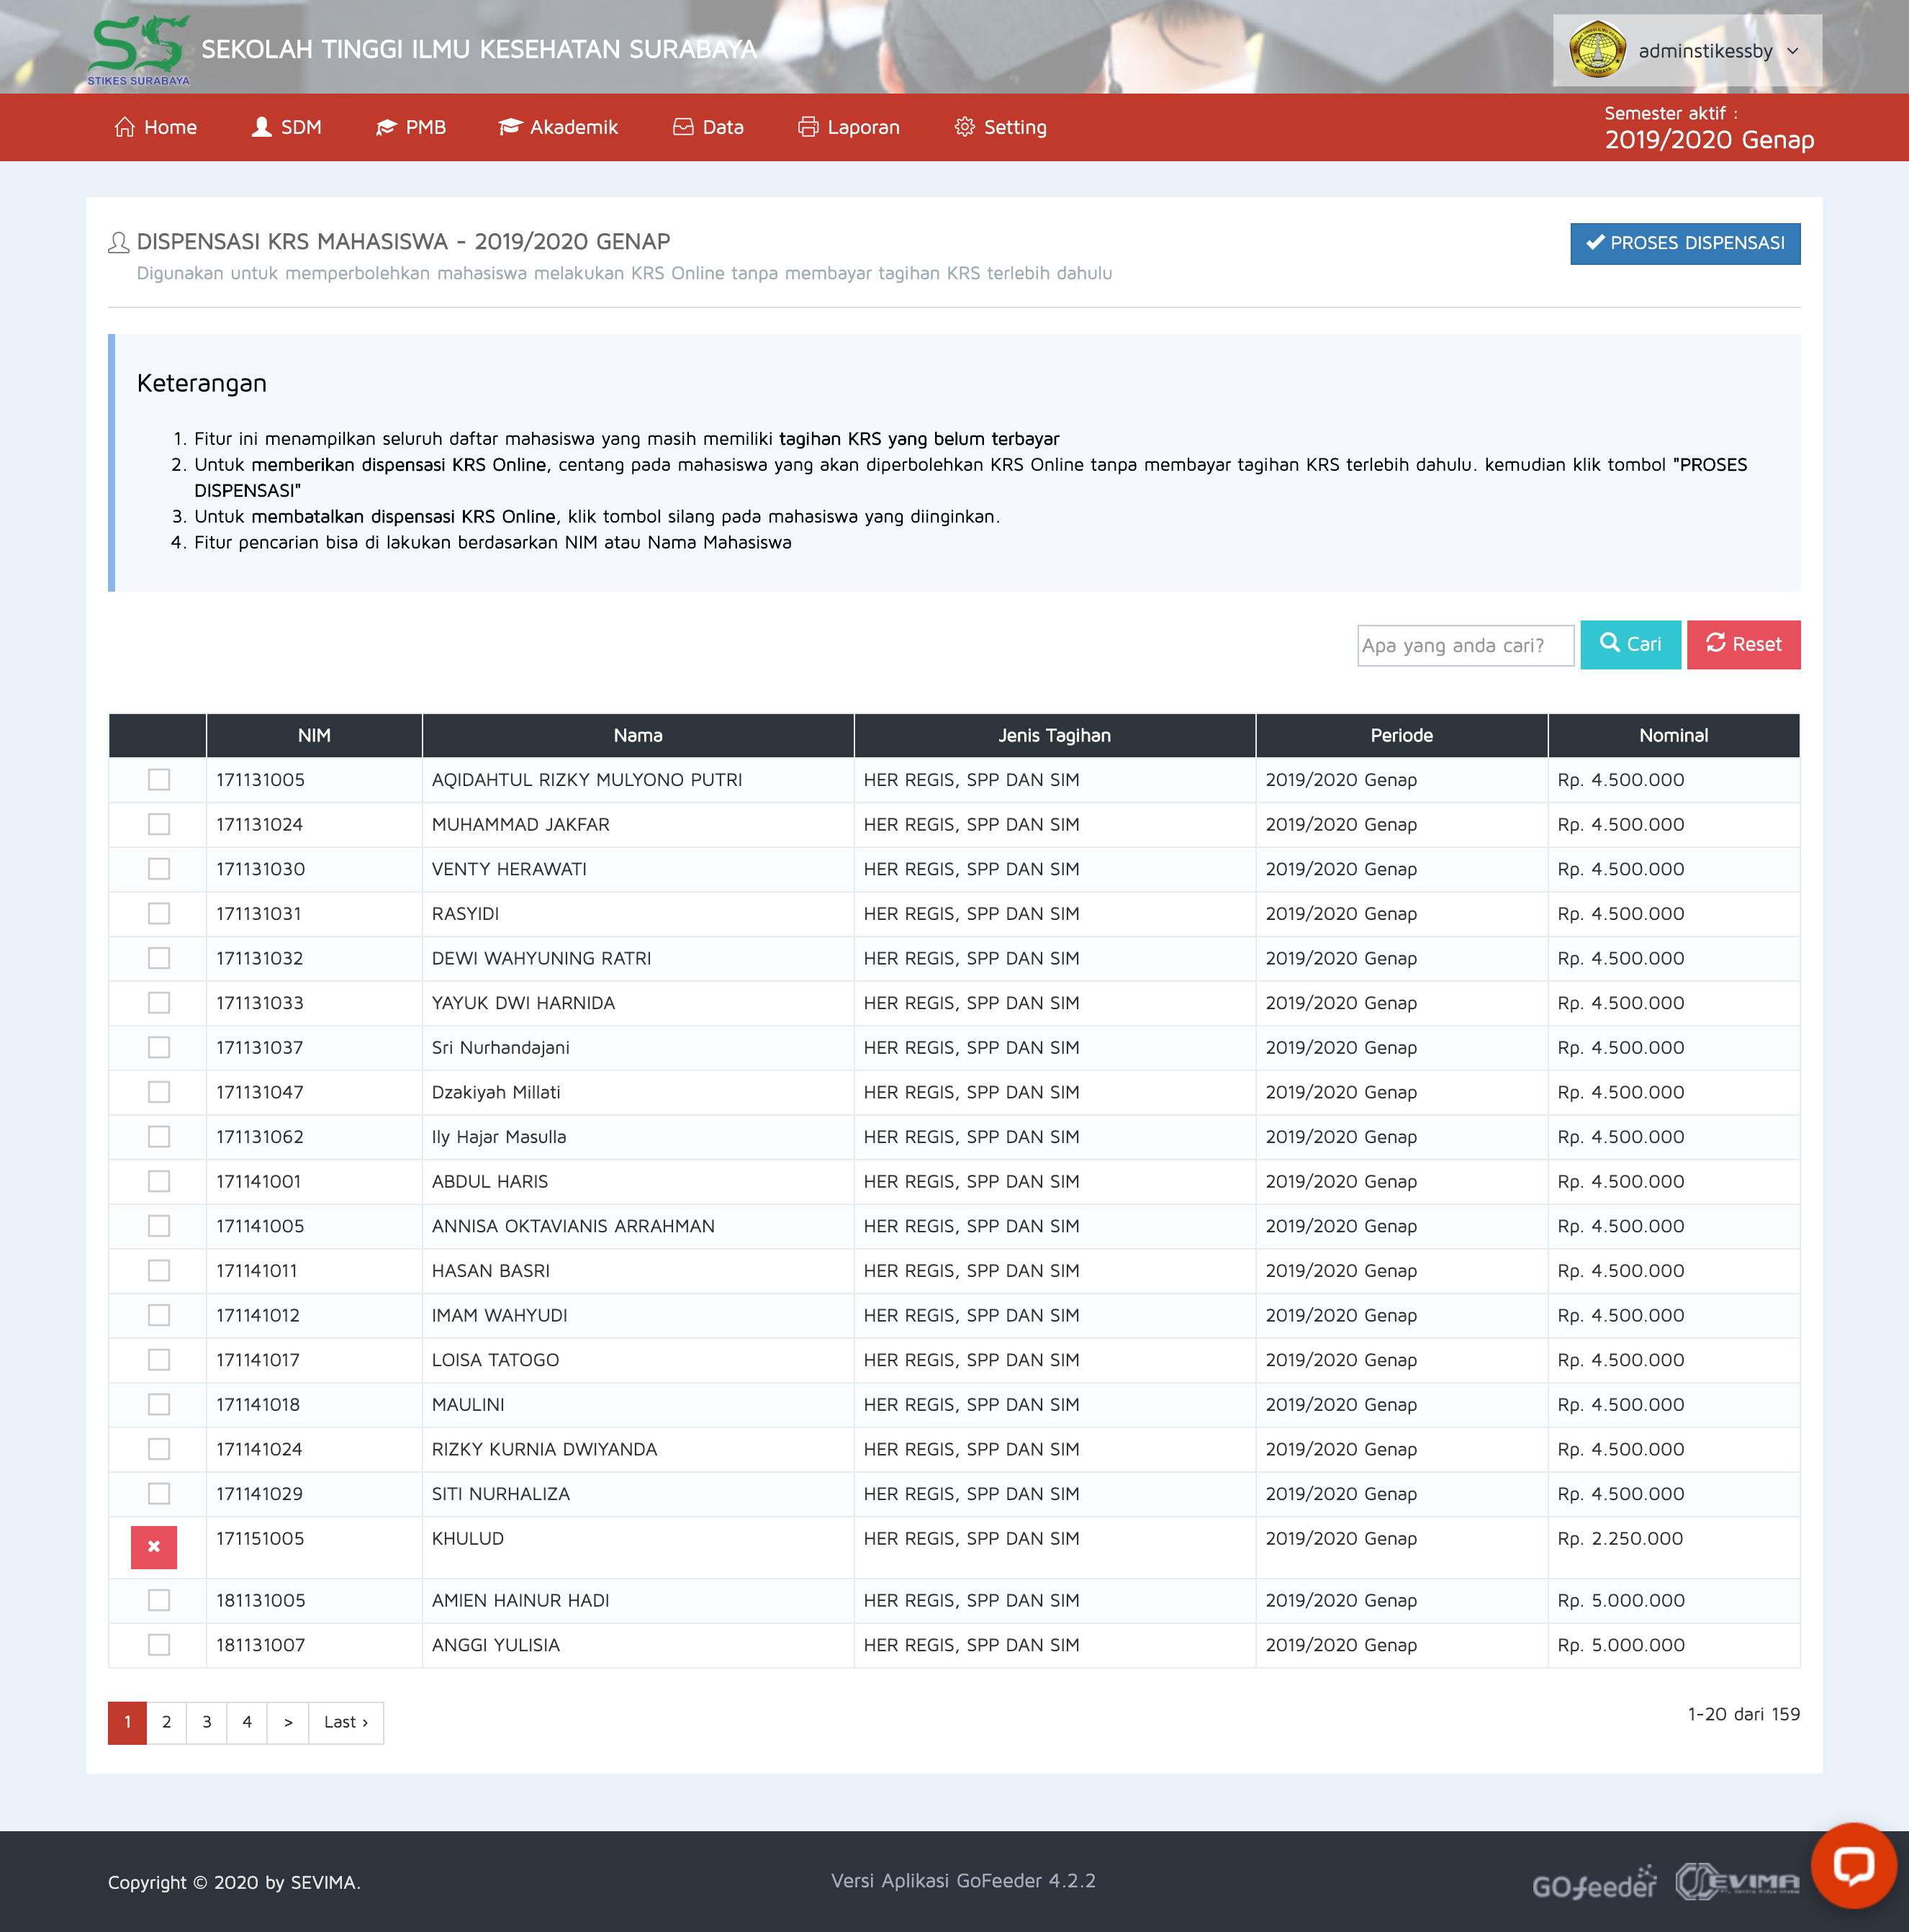 STIKES SURABAYA
SEKOLAH TINGGI ILMU KESEHATAN SURABAYA
adminstikessby
Home SDM PMB Akademik Data Laporan Setting
Semester aktif :
2019/2020 Genap
DISPENSASI KRS MAHASISWA - 2019/2020 GENAP
Digunakan untuk memperbolehkan mahasiswa melakukan KRS Online tanpa membayar tagihan KRS terlebih dahulu
PROSES DISPENSASI
Keterangan
1. Fitur ini menampilkan seluruh daftar mahasiswa yang masih memiliki tagihan KRS yang belum terbayar
2. Untuk memberikan dispensasi KRS Online, centang pada mahasiswa yang akan diperbolehkan KRS Online tanpa membayar tagihan KRS terlebih dahulu. kemudian klik tombol "PROSES
DISPENSASI"
3. Untuk membatalkan dispensasi KRS Online, klik tombol silang pada mahasiswa yang diinginkan.
4. Fitur pencarian bisa di lakukan berdasarkan NIM atau Nama Mahasiswa
Apa yang anda cari? Cari Reset
NIM Nama Jenis Tagihan Periode Nominal
171131005 AQIDAHTUL RIZKY MULYONO PUTRI HER REGIS, SPP DAN SIM 2019/2020 Genap Rp. 4.500.000
171131024 MUHAMMAD JAKFAR HER REGIS, SPP DAN SIM 2019/2020 Genap Rp. 4.500.000
171131030 VENTY HERAWATI HER REGIS, SPP DAN SIM 2019/2020 Genap Rp. 4.500.000
171131031 RASYIDI HER REGIS, SPP DAN SIM 2019/2020 Genap Rp. 4.500.000
171131032 DEWI WAHYUNING RATRI HER REGIS, SPP DAN SIM 2019/2020 Genap Rp. 4.500.000
171131033 YAYUK DWI HARNIDA HER REGIS, SPP DAN SIM 2019/2020 Genap Rp. 4.500.000
171131037 Sri Nurhandajani HER REGIS, SPP DAN SIM 2019/2020 Genap Rp. 4.500.000
171131047 Dzakiyah Millati HER REGIS, SPP DAN SIM 2019/2020 Genap Rp. 4.500.000
171131062 Ily Hajar Masulla HER REGIS, SPP DAN SIM 2019/2020 Genap Rp. 4.500.000
171141001 ABDUL HARIS HER REGIS, SPP DAN SIM 2019/2020 Genap Rp. 4.500.000
171141005 ANNISA OKTAVIANIS ARRAHMAN HER REGIS, SPP DAN SIM 2019/2020 Genap Rp. 4.500.000
171141011 HASAN BASRI HER REGIS, SPP DAN SIM 2019/2020 Genap Rp. 4.500.000
171141012 IMAM WAHYUDI HER REGIS, SPP DAN SIM 2019/2020 Genap Rp. 4.500.000
171141017 LOISA TATOGO HER REGIS, SPP DAN SIM 2019/2020 Genap Rp. 4.500.000
171141018 MAULINI HER REGIS, SPP DAN SIM 2019/2020 Genap Rp. 4.500.000
171141024 RIZKY KURNIA DWIYANDA HER REGIS, SPP DAN SIM 2019/2020 Genap Rp. 4.500.000
171141029 SITI NURHALIZA HER REGIS, SPP DAN SIM 2019/2020 Genap Rp. 4.500.000
171151005 KHULUD HER REGIS, SPP DAN SIM 2019/2020 Genap Rp. 2.250.000
181131005 AMIEN HAINUR HADI HER REGIS, SPP DAN SIM 2019/2020 Genap Rp. 5.000.000
181131007 ANGGI YULISIA HER REGIS, SPP DAN SIM 2019/2020 Genap Rp. 5.000.000
1 2 3 4 > Last ›
1-20 dari 159
Copyright © 2020 by SEVIMA.
Versi Aplikasi GoFeeder 4.2.2
GOfeeder SEVIMA